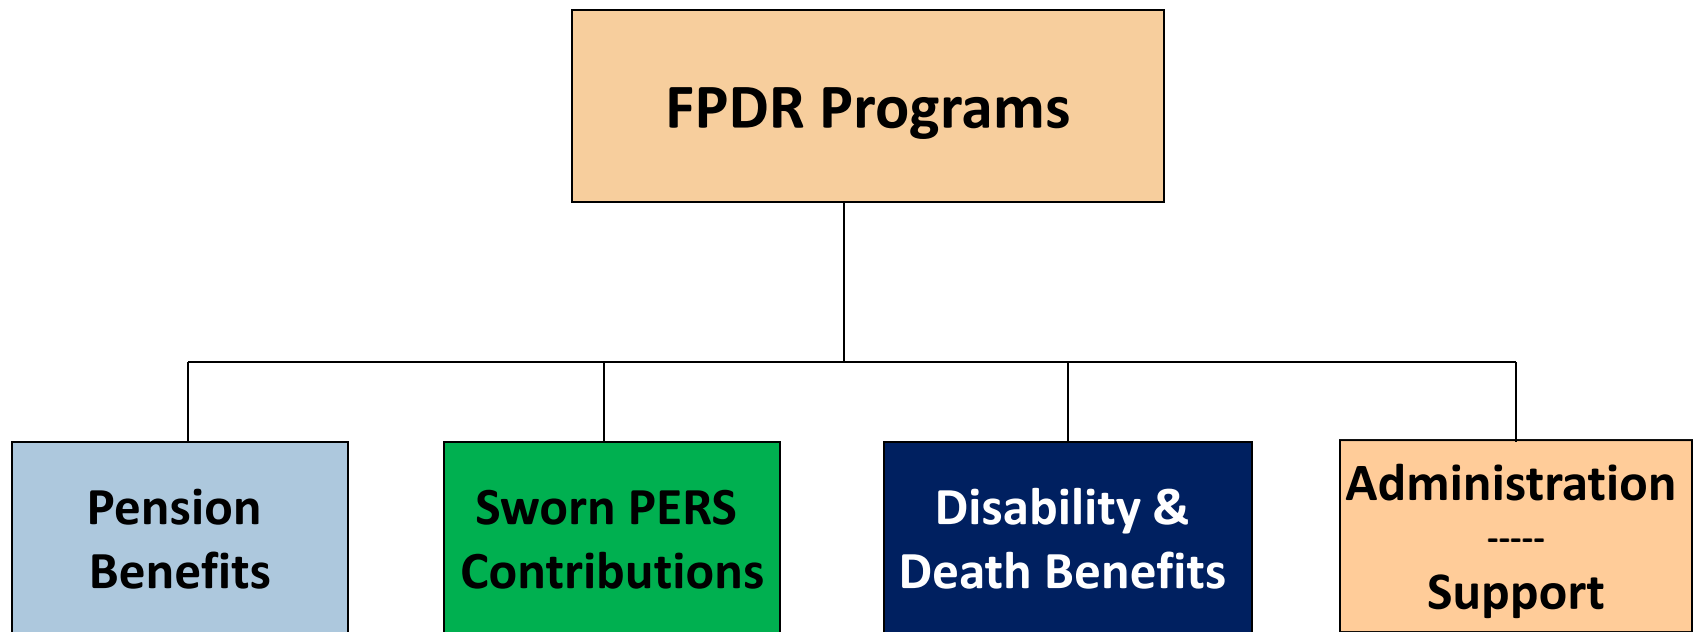 FPDR Programs
Pension
Benefits
Sworn PERS
Contributions
Disability &
Death Benefits
Administration
-----
Support